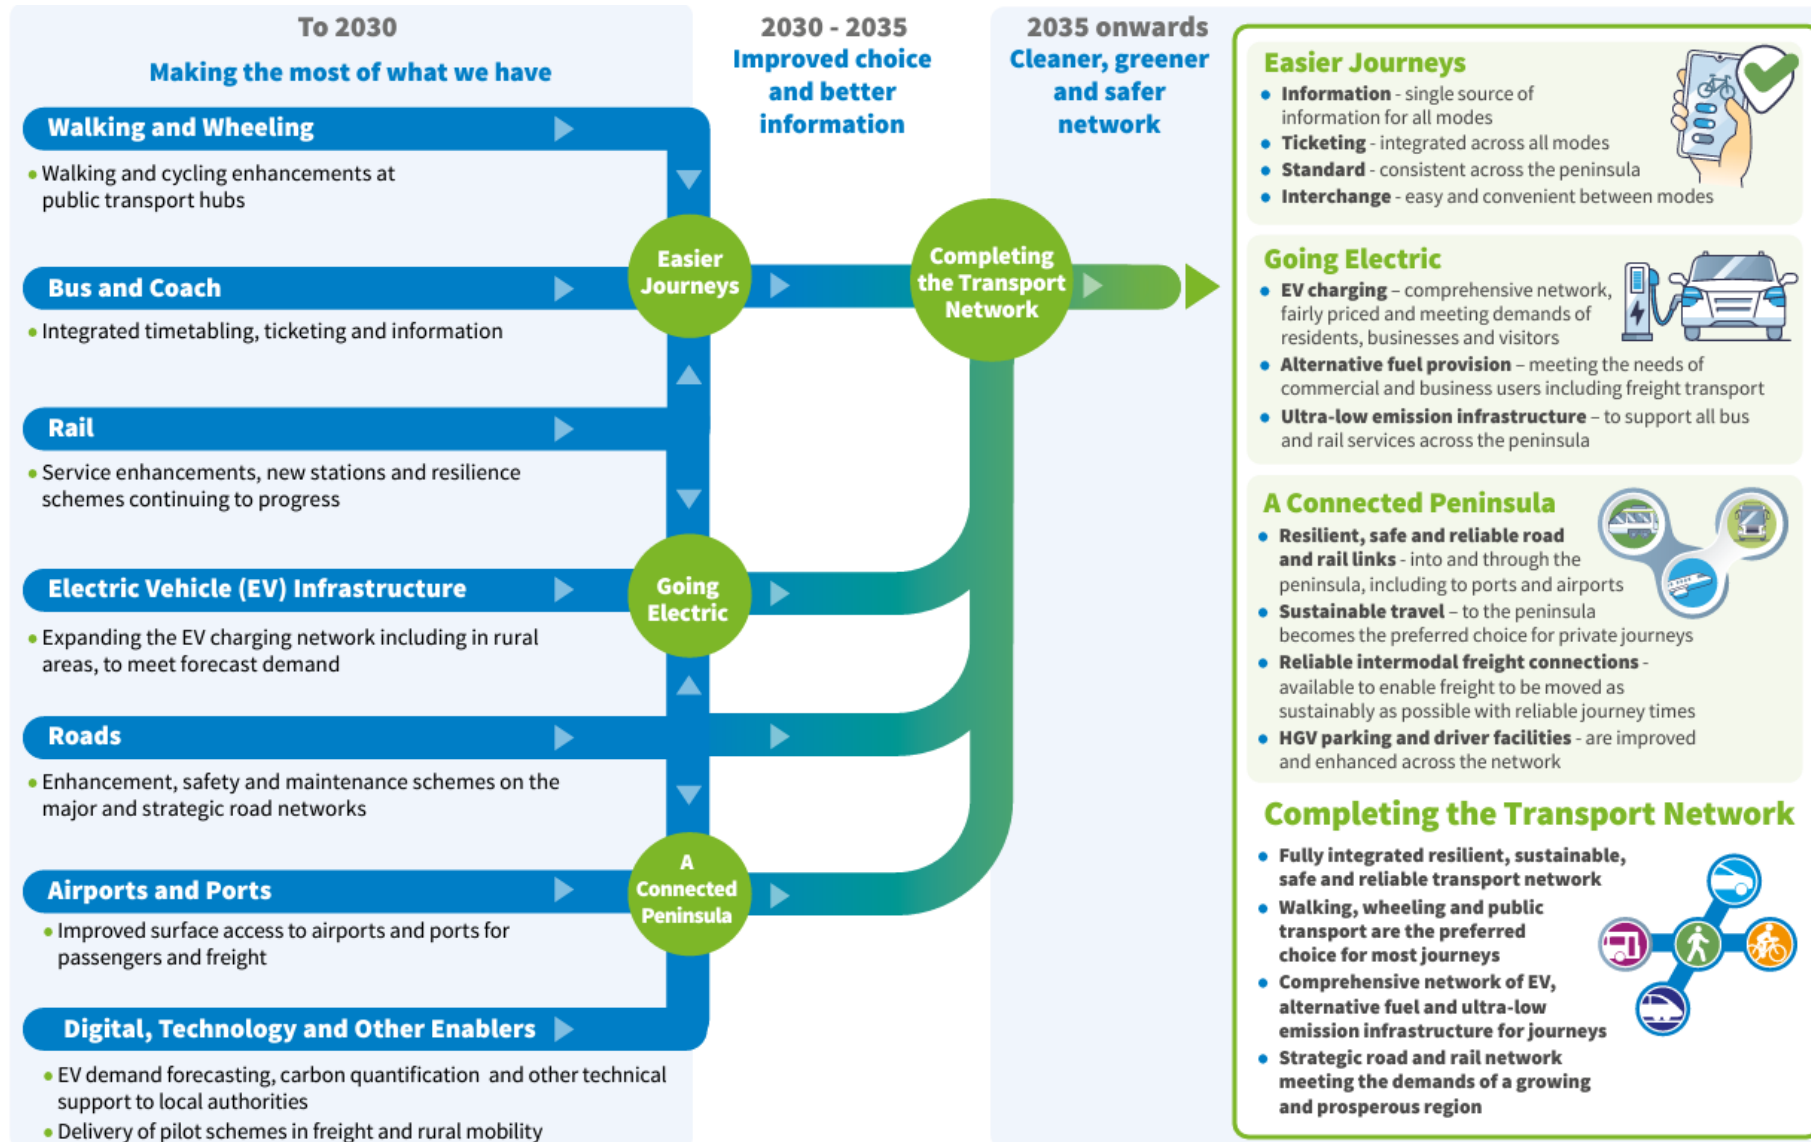 To 2030
Making the most of what we have
Walking and Wheeling
• Walking and cycling enhancements at
public transport hubs
Bus and Coach
• Integrated timetabling, ticketing and information
Rail
• Service enhancements, new stations and resilience
schemes continuing to progress
Electric Vehicle (EV) Infrastructure
• Expanding the EV charging network including in rural
areas, to meet forecast demand
Roads
• Enhancement, safety and maintenance schemes on the
major and strategic road networks
Airports and Ports
• Improved surface access to airports and ports for
passengers and freight
Digital, Technology and Other Enablers
• EV demand forecasting, carbon quantification and other technical
support to local authorities
• Delivery of pilot schemes in freight and rural mobility
Easier
Journeys
Going
Electric
A
Connected
Peninsula
2030 - 2035
Improved choice
and better
information
Completing
the Transport
Network
2035 onwards
Cleaner, greener
and safer
network
Easier Journeys
• Information - single source of
information for all modes
• Ticketing - integrated across all modes
• Standard - consistent across the peninsula
• Interchange - easy and convenient between modes
Going Electric
• EV charging – comprehensive network,
fairly priced and meeting demands of
residents, businesses and visitors
• Alternative fuel provision – meeting the needs of
commercial and business users including freight transport
• Ultra-low emission infrastructure – to support all bus
and rail services across the peninsula
A Connected Peninsula
• Resilient, safe and reliable road
and rail links - into and through the
peninsula, including to ports and airports
• Sustainable travel – to the peninsula
becomes the preferred choice for private journeys
• Reliable intermodal freight connections -
available to enable freight to be moved as
sustainably as possible with reliable journey times
• HGV parking and driver facilities - are improved
and enhanced across the network
Completing the Transport Network
• Fully integrated resilient, sustainable,
safe and reliable transport network
• Walking, wheeling and public
transport are the preferred
choice for most journeys
• Comprehensive network of EV,
alternative fuel and ultra-low
emission infrastructure for journeys
• Strategic road and rail network
meeting the demands of a growing
and prosperous region